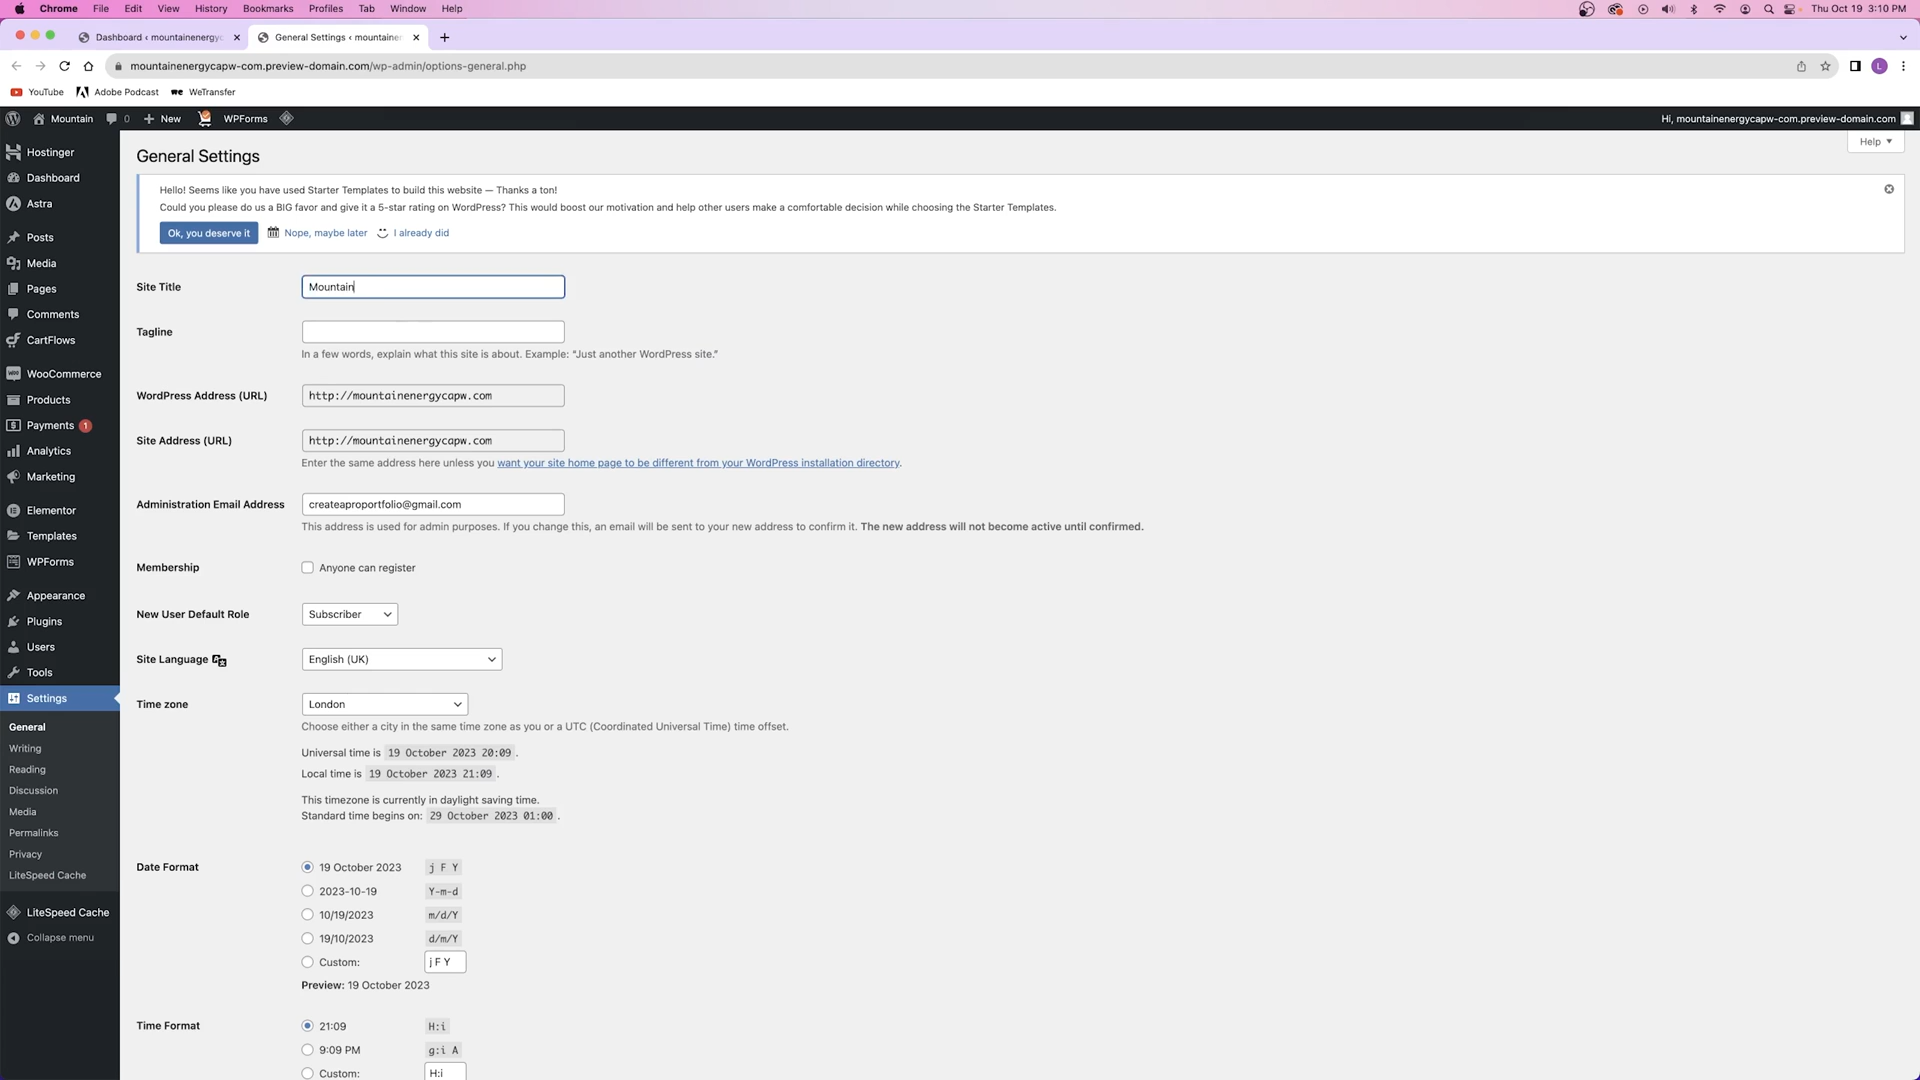 Chrome File Edit View History Bookmarks Profiles Tab Window Help Thu Oct 19 3:10 PM
Dashboard ‹ mountainenergyc General Settings ‹ mountaine
mountainenergycapw-com.preview-domain.com/wp-admin/options-general.php L
YouTube Adobe Podcast WeTransfer
Mountain 0 New WPForms Hi, mountainenergycapw-com.preview-domain.com
Help
Hostinger
Dashboard
Astra
Posts
Media
Pages
Comments
CartFlows
WooCommerce
Products
Payments 1
Analytics
Marketing
Elementor
Templates
WPForms
Appearance
Plugins
Users
Tools
Settings
General
Writing
Reading
Discussion
Media
Permalinks
Privacy
LiteSpeed Cache
LiteSpeed Cache
Collapse menu
General Settings
Hello! Seems like you have used Starter Templates to build this website — Thanks a ton!
Could you please do us a BIG favor and give it a 5-star rating on WordPress? This would boost our motivation and help other users make a comfortable decision while choosing the Starter Templates.
Ok, you deserve it Nope, maybe later I already did
Site Title Mountain
Tagline
In a few words, explain what this site is about. Example: “Just another WordPress site.”
WordPress Address (URL) http://mountainenergycapw.com
Site Address (URL) http://mountainenergycapw.com
Enter the same address here unless you want your site home page to be different from your WordPress installation directory.
Administration Email Address createaproportfolio@gmail.com
This address is used for admin purposes. If you change this, an email will be sent to your new address to confirm it. The new address will not become active until confirmed.
Membership Anyone can register
New User Default Role Subscriber
Site Language English (UK)
Time zone London
Choose either a city in the same time zone as you or a UTC (Coordinated Universal Time) time offset.
Universal time is 19 October 2023 20:09 .
Local time is 19 October 2023 21:09 .
This timezone is currently in daylight saving time.
Standard time begins on: 29 October 2023 01:00 .
Date Format 19 October 2023 j F Y
2023-10-19 Y-m-d
10/19/2023 m/d/Y
19/10/2023 d/m/Y
Custom: j F Y
Preview: 19 October 2023
Time Format 21:09 H:i
9:09 PM g:i A
Custom: H:i